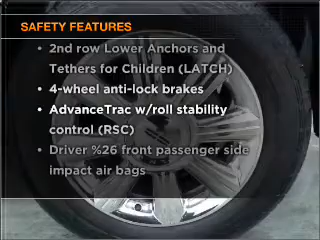 SAFETY FEATURES
• 2nd row Lower Anchors and
Tethers for Children (LATCH)
• 4-wheel anti-lock brakes
• AdvanceTrac w/roll stability
control (RSC)
• Driver %26 front passenger side
impact air bags